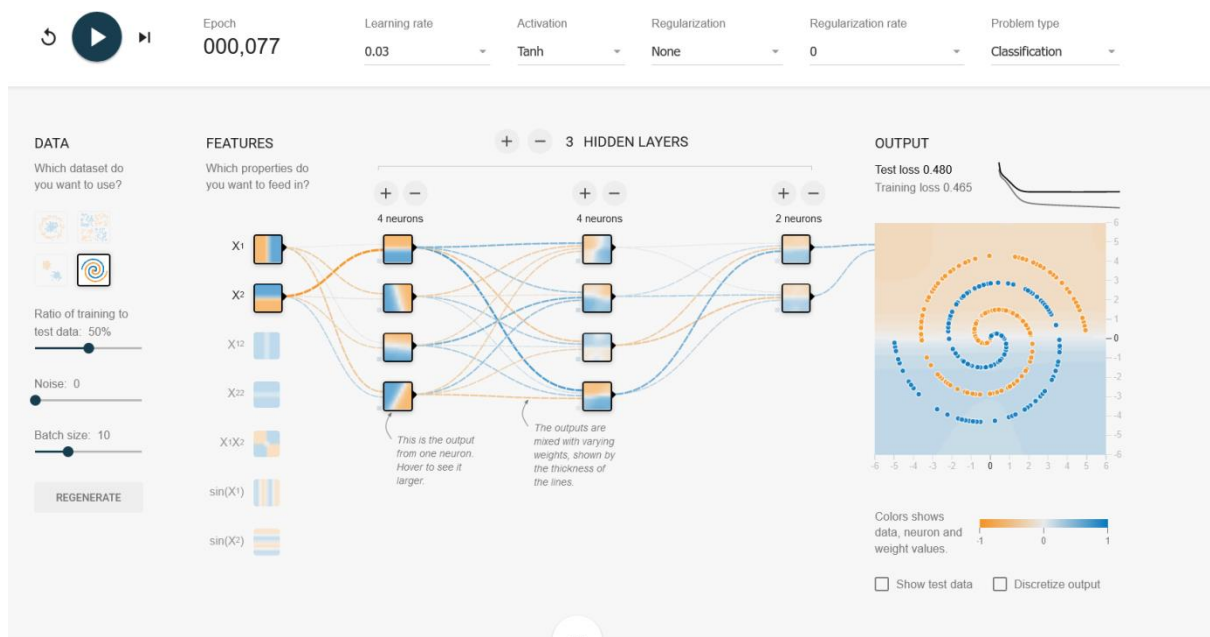 Epoch
000,077
Learning rate
0.03
Activation
Tanh
Regularization
None
Regularization rate
0
Problem type
Classification
DATA
Which dataset do
you want to use?
Ratio of training to
test data: 50%
Noise: 0
Batch size: 10
REGENERATE
FEATURES
Which properties do
you want to feed in?
X1
X2
X12
X22
X1X2
sin(X1)
sin(X2)
+ − 3 HIDDEN LAYERS
+ −
4 neurons
+ −
4 neurons
+ −
2 neurons
This is the output
from one neuron.
Hover to see it
larger.
The outputs are
mixed with varying
weights, shown by
the thickness of
the lines.
OUTPUT
Test loss 0.480
Training loss 0.465
6
5
4
3
2
1
0
-1
-2
-3
-4
-5
-6
-6 -5 -4 -3 -2 -1 0 1 2 3 4 5 6
Colors shows
data, neuron and
weight values.
-1 0 1
Show test data
Discretize output